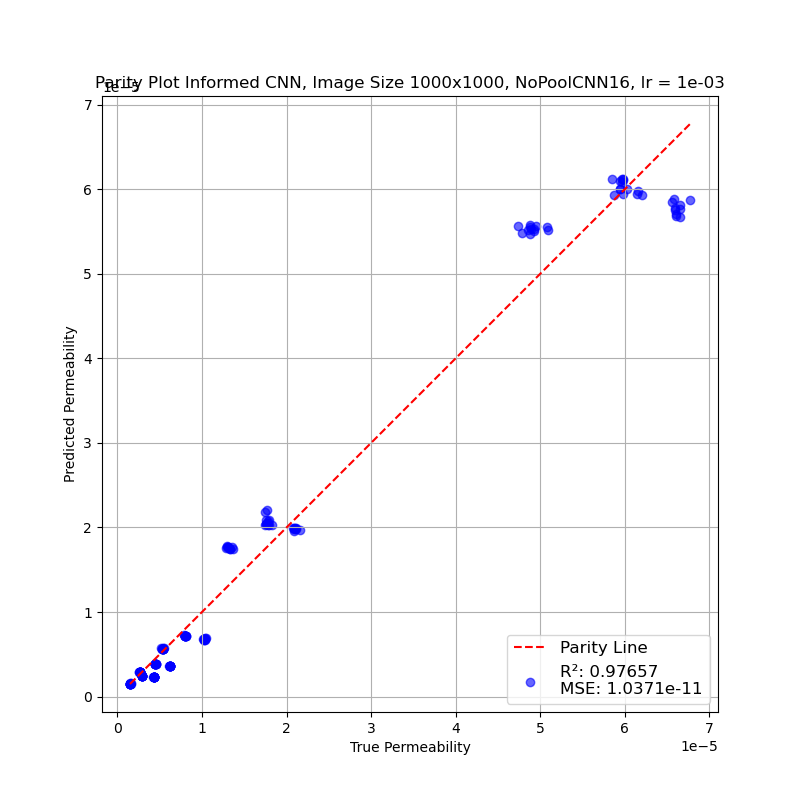 Parity Plot Informed CNN, Image Size 1000x1000, NoPoolCNN16, lr = 1e-03
1e−5
7
6
5
4
3
2
1
0
Predicted Permeability
Parity Line
R²: 0.97657
MSE: 1.0371e-11
0 1 2 3 4 5 6 7
True Permeability
1e−5